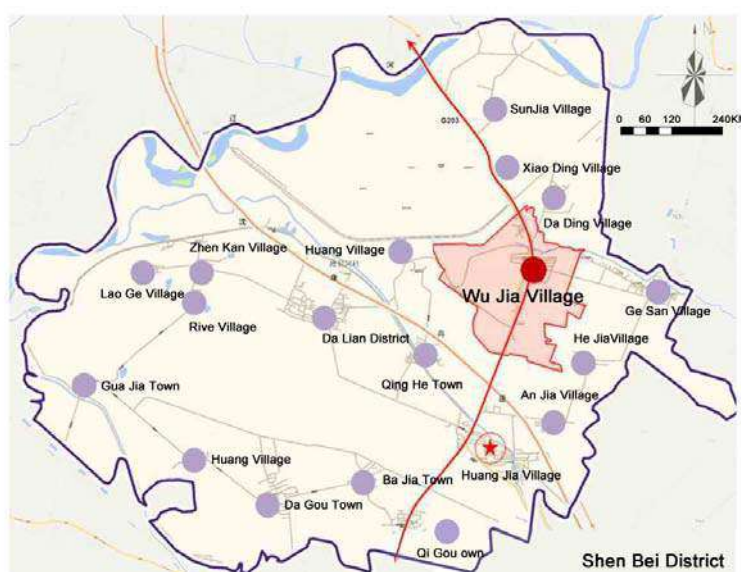 N
SunJia Village
G203
0 60 120 240KM
Xiao Ding Village
Da Ding Village
Zhen Kan Village
Huang Village
Lao Ge Village
Wu Jia Village
Ge San Village
Rive Village
Da Lian District
He JiaVillage
Gua Jia Town
Qing He Town
An Jia Village
Huang Village
Ba Jia Town
Huang Jia Village
Da Gou Town
Qi Gou own
Shen Bei District